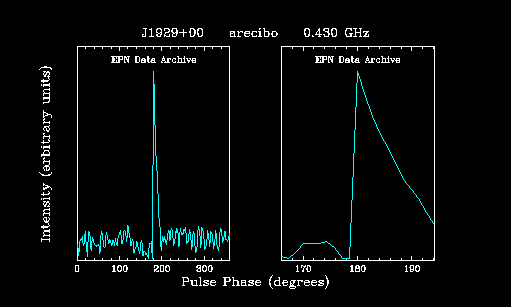 J1929+00 arecibo 0.430 GHz
EPN Data Archive EPN Data Archive
Intensity (arbitrary units)
0 100 200 300 170 180 190
Pulse Phase (degrees)